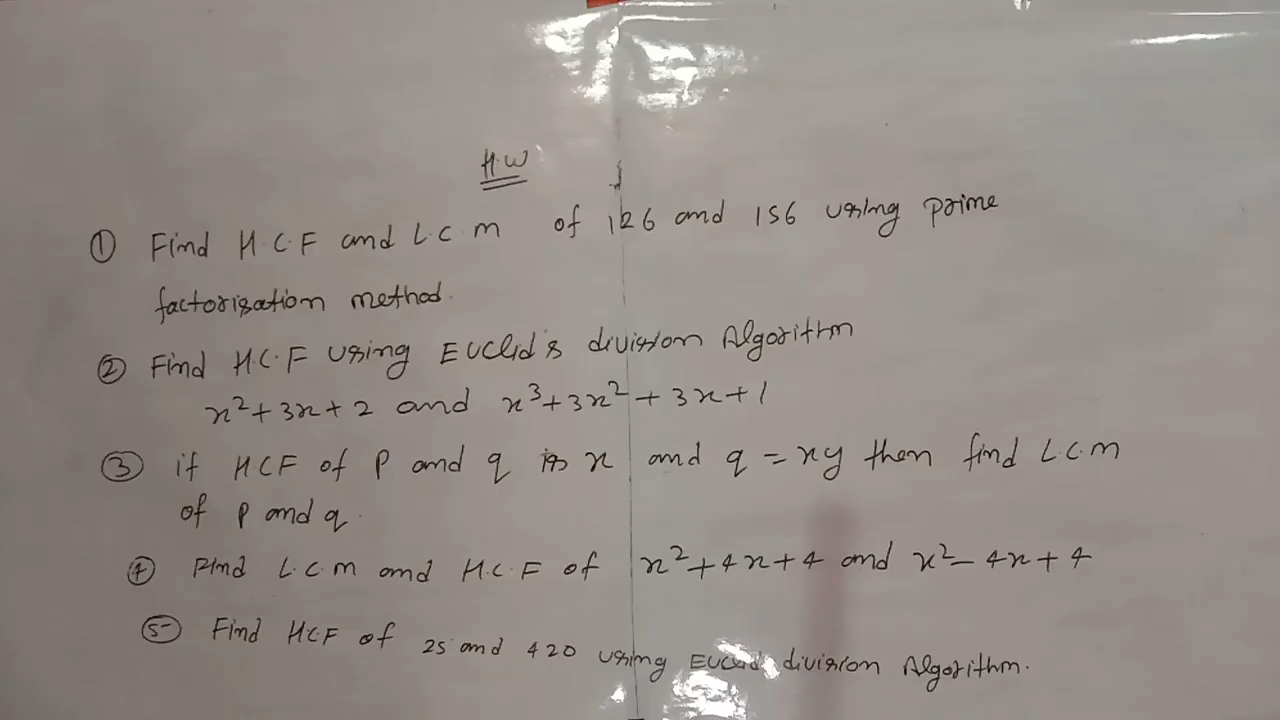 H.W
① Find H.C.F and L.C.M of 126 and 156 using prime
factorisation method.
② Find H.C.F using Euclid's division Algorithm
x²+3x+2 and x³+3x²+3x+1
③ if HCF of P and q is x and q = xy then find L.C.M
of P and q.
④ Find L.C.M and H.C.F of x²+4x+4 and x²-4x+4
⑤ Find HCF of 25 and 420 using Euclid division Algorithm.